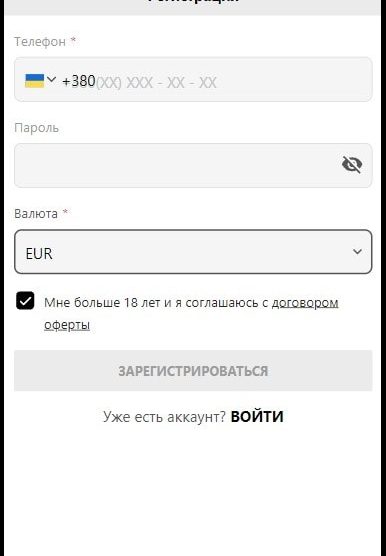 Регистрация
Телефон *
+380(XX) XXX - XX - XX
Пароль
Валюта *
EUR
Мне больше 18 лет и я соглашаюсь с договором
оферты
ЗАРЕГИСТРИРОВАТЬСЯ
Уже есть аккаунт? ВОЙТИ